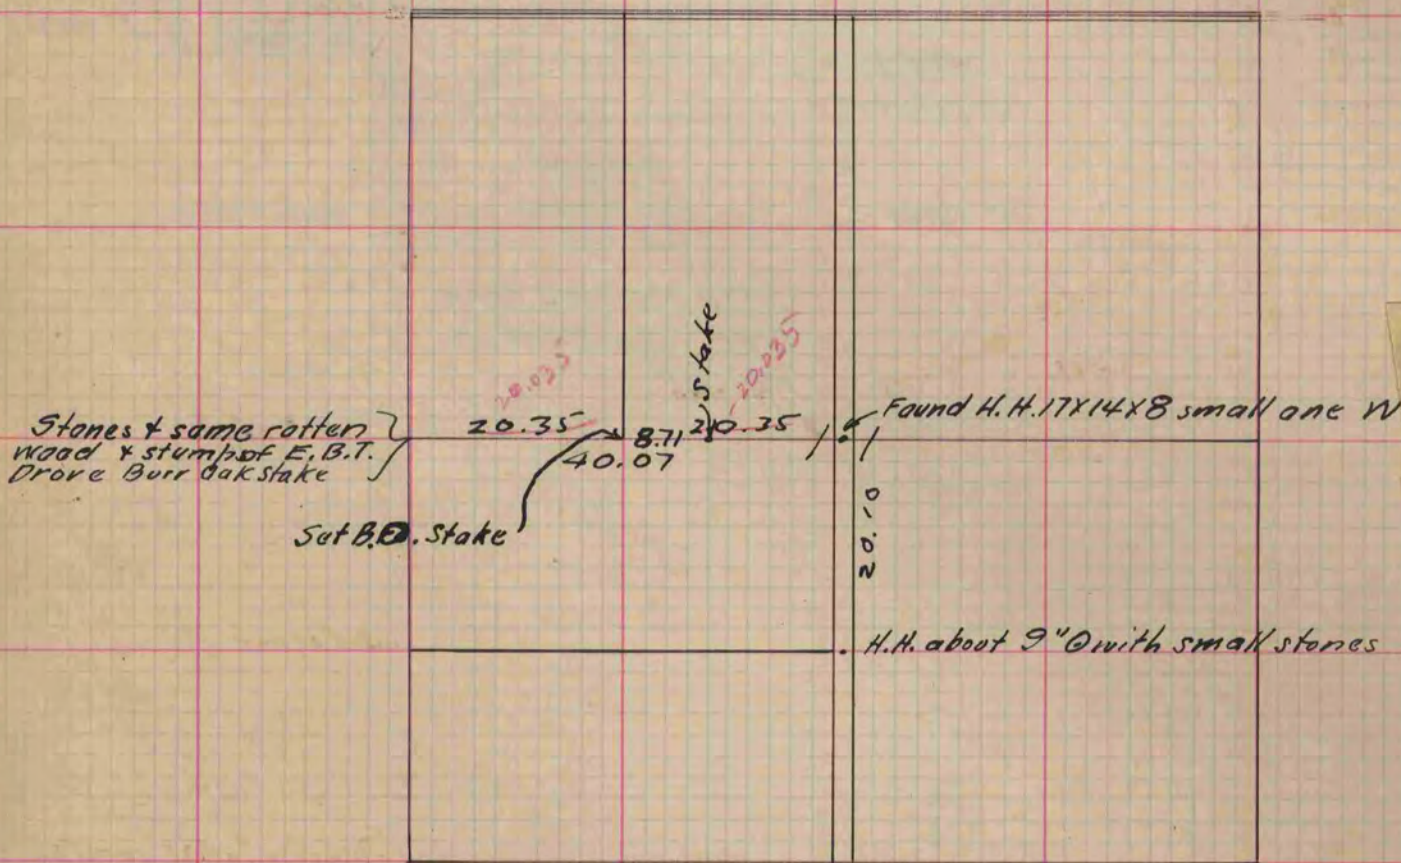 20.035
20.035
Stake
20.35
8.71
20.35
40.07
Found H.H. 17X14X8 small one W
Stones & some rotten
wood & stump of E.B.T.
Drove Burr Oak stake
Set B.O. Stake
20.10
H.H. about 9" with small stones